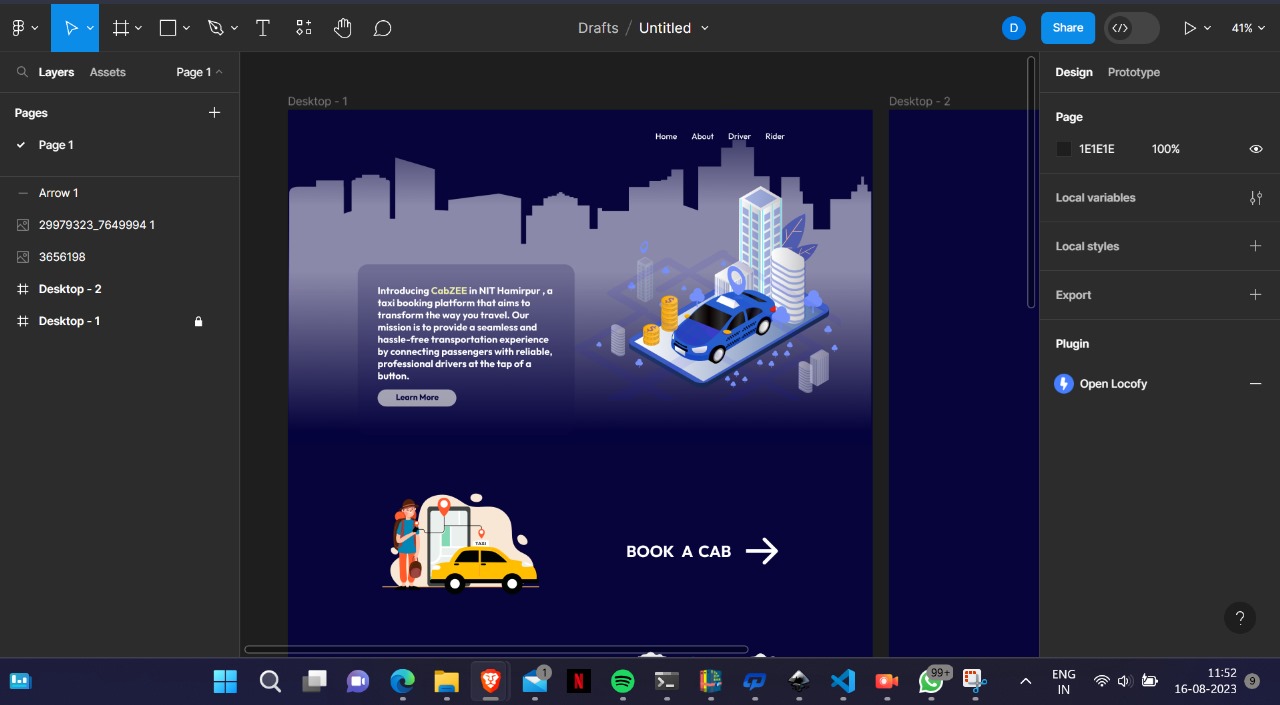 Drafts / Untitled
D
Share
41%
Layers Assets Page 1
Pages
Page 1
Arrow 1
29979323_7649994 1
3656198
Desktop - 2
Desktop - 1
Desktop - 1
Desktop - 2
Home About Driver Rider
Introducing CabZEE in NIT Hamirpur , a
taxi booking platform that aims to
transform the way you travel. Our
mission is to provide a seamless and
hassle-free transportation experience
by connecting passengers with reliable,
professional drivers at the tap of a
button.
Learn More
TAXI
BOOK A CAB
Design Prototype
Page
1E1E1E 100%
Local variables
Local styles
Export
Plugin
Open Locofy
?
1
N
99+
ENG
IN
11:52
16-08-2023
9